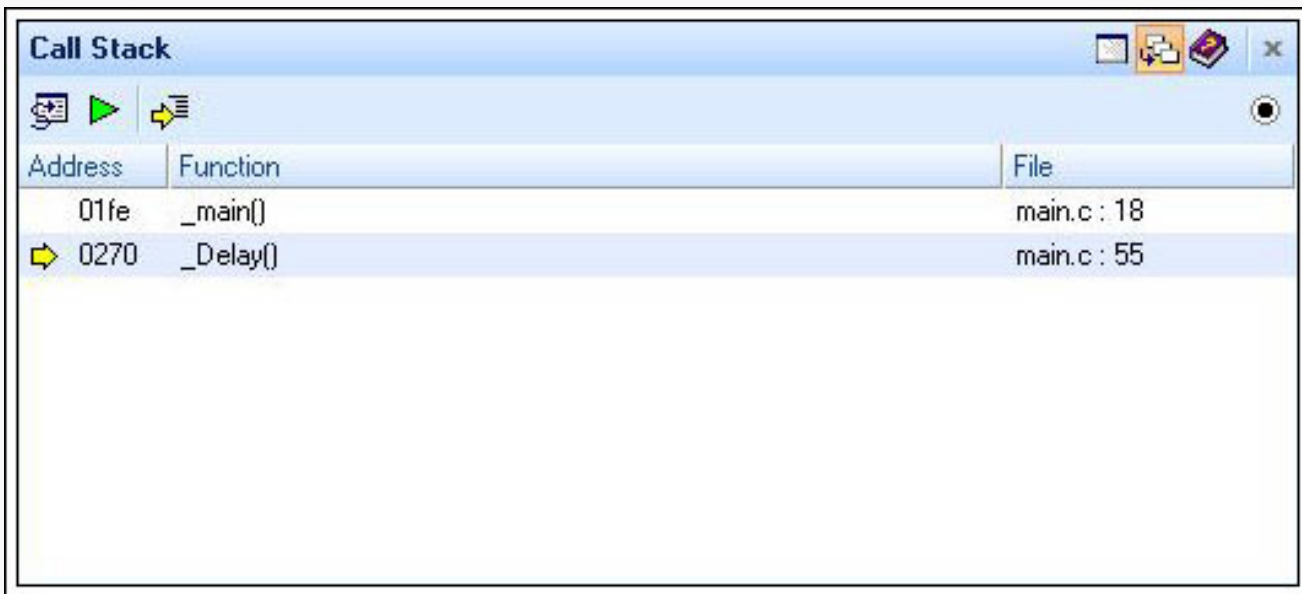 Call Stack
Address Function File
01fe _main() main.c : 18
0270 _Delay() main.c : 55